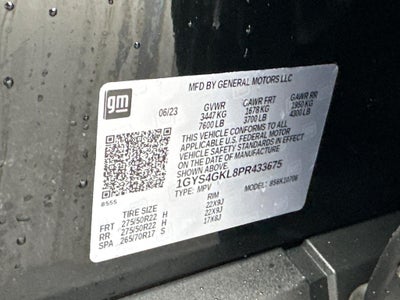 gm
MFD BY GENERAL MOTORS LLC
06/23 GVWR GAWR FRT GAWR RR
3447 KG 1678 KG 1950 KG
7600 LB 3700 LB 4300 LB
THIS VEHICLE CONFORMS TO ALL
APPLICABLE U.S. FEDERAL MOTOR
VEHICLE SAFETY STANDARDS IN EFFECT
ON THE DATE OF MANUFACTURE
SHOWN ABOVE.
1GYS4GKL8PR433675
TYPE: MPV MODEL: 856K10706
8555
TIRE SIZE RIM
FRT 275/50R22 H 22X9J
RR 275/50R22 H 22X9J
SPA 265/70R17 S 17X8J